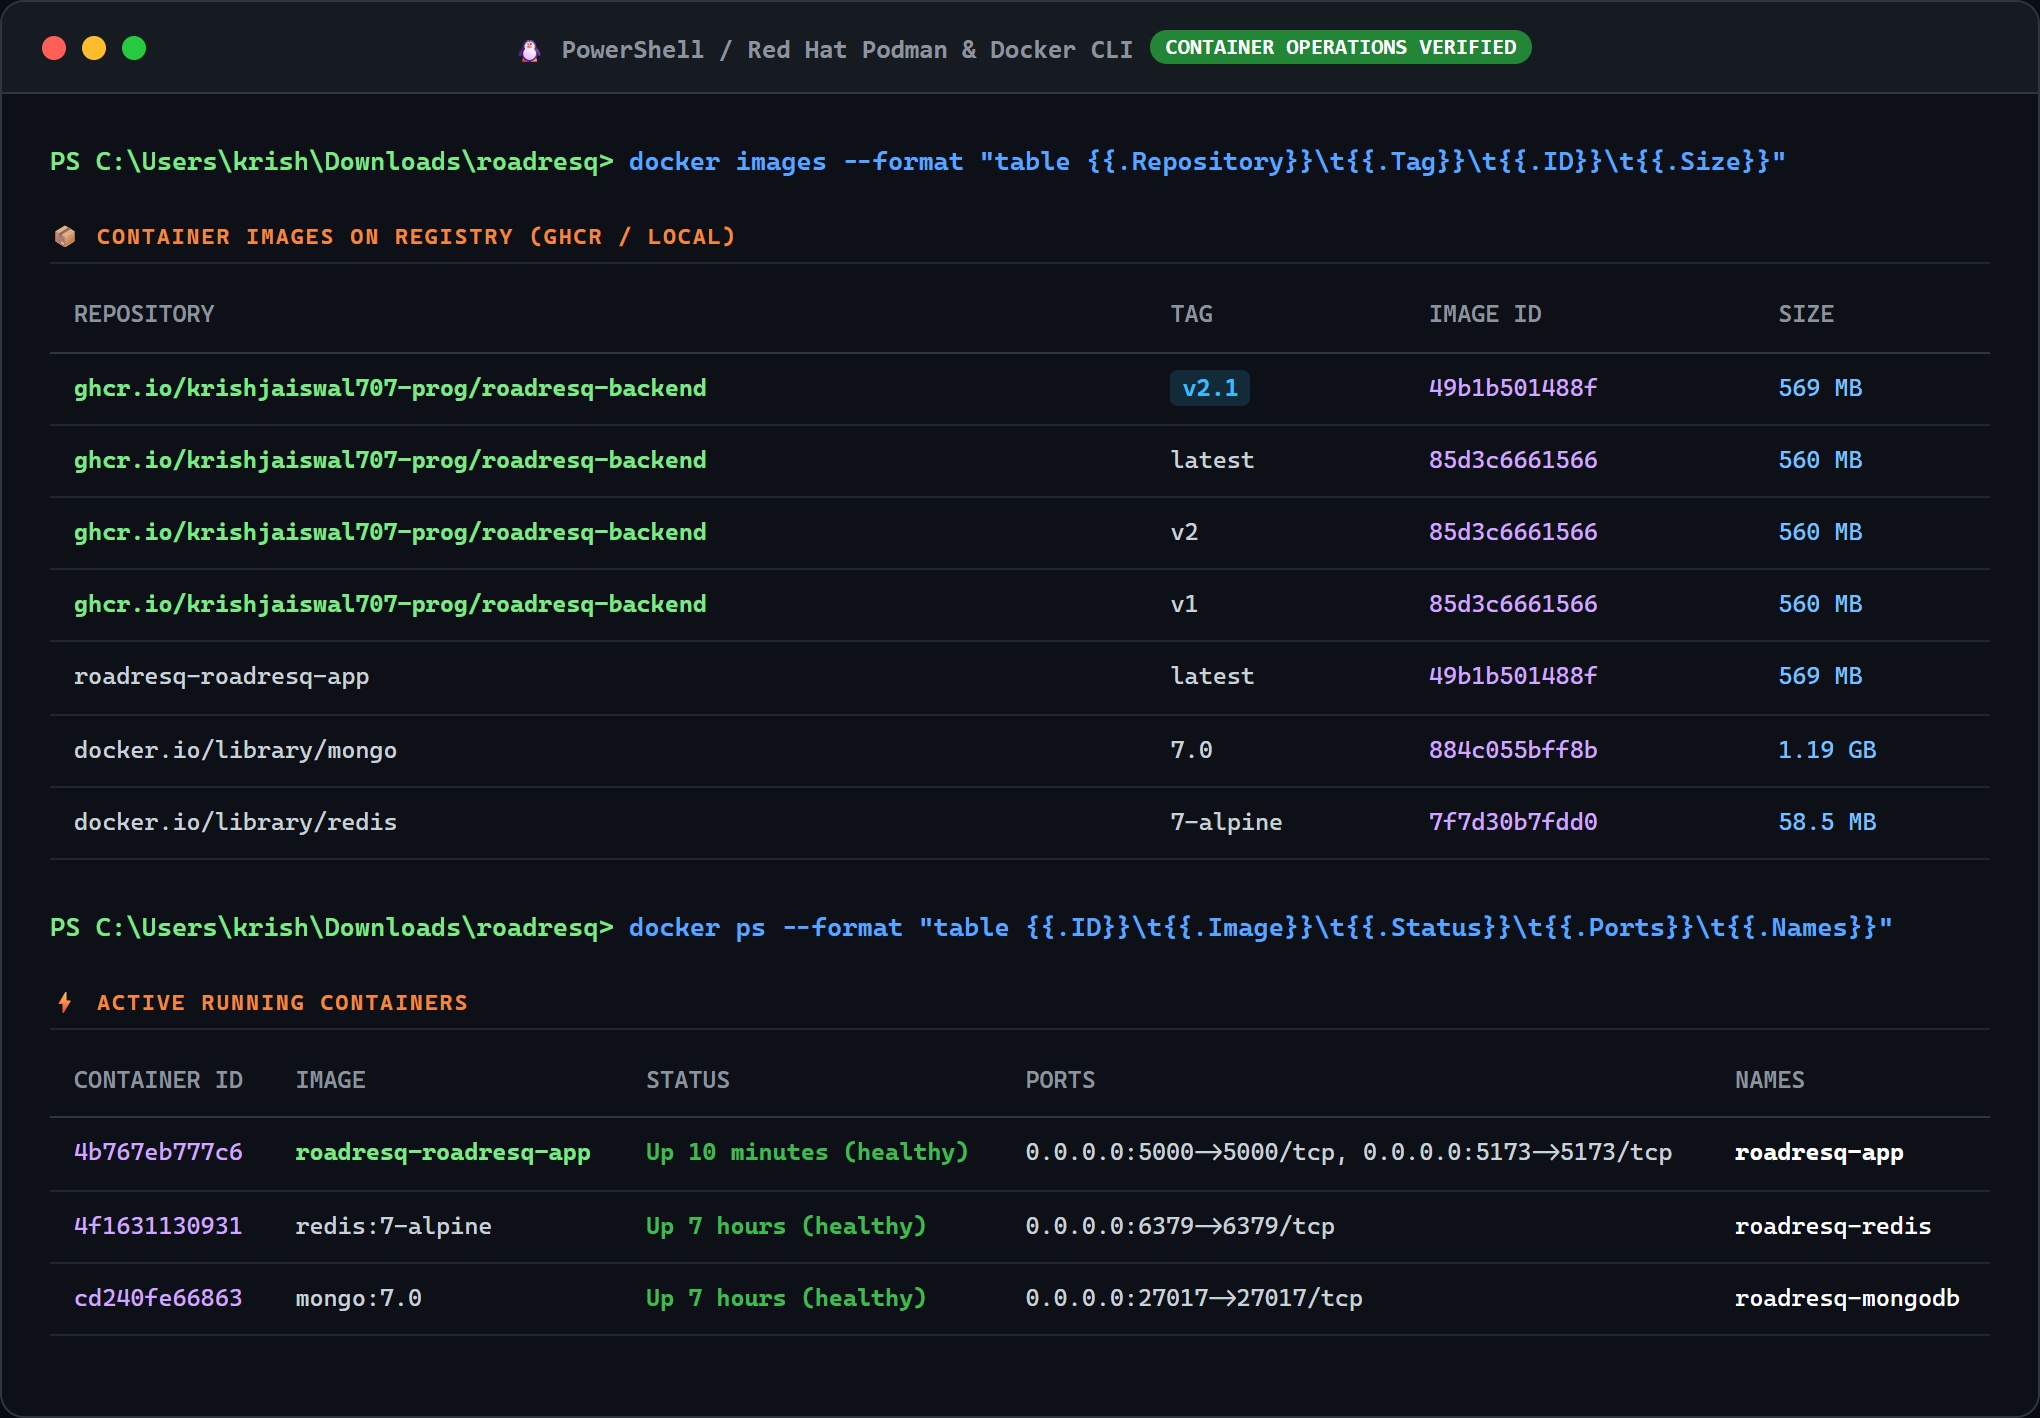 PowerShell / Red Hat Podman & Docker CLI CONTAINER OPERATIONS VERIFIED
PS C:\Users\krish\Downloads\roadresq> docker images --format "table {{.Repository}}\t{{.Tag}}\t{{.ID}}\t{{.Size}}"
CONTAINER IMAGES ON REGISTRY (GHCR / LOCAL)
REPOSITORY TAG IMAGE ID SIZE
ghcr.io/krishjaiswal707-prog/roadresq-backend v2.1 49b1b501488f 569 MB
ghcr.io/krishjaiswal707-prog/roadresq-backend latest 85d3c6661566 560 MB
ghcr.io/krishjaiswal707-prog/roadresq-backend v2 85d3c6661566 560 MB
ghcr.io/krishjaiswal707-prog/roadresq-backend v1 85d3c6661566 560 MB
roadresq-roadresq-app latest 49b1b501488f 569 MB
docker.io/library/mongo 7.0 884c055bff8b 1.19 GB
docker.io/library/redis 7-alpine 7f7d30b7fdd0 58.5 MB
PS C:\Users\krish\Downloads\roadresq> docker ps --format "table {{.ID}}\t{{.Image}}\t{{.Status}}\t{{.Ports}}\t{{.Names}}"
ACTIVE RUNNING CONTAINERS
CONTAINER ID IMAGE STATUS PORTS NAMES
4b767eb777c6 roadresq-roadresq-app Up 10 minutes (healthy) 0.0.0.0:5000->5000/tcp, 0.0.0.0:5173->5173/tcp roadresq-app
4f1631130931 redis:7-alpine Up 7 hours (healthy) 0.0.0.0:6379->6379/tcp roadresq-redis
cd240fe66863 mongo:7.0 Up 7 hours (healthy) 0.0.0.0:27017->27017/tcp roadresq-mongodb